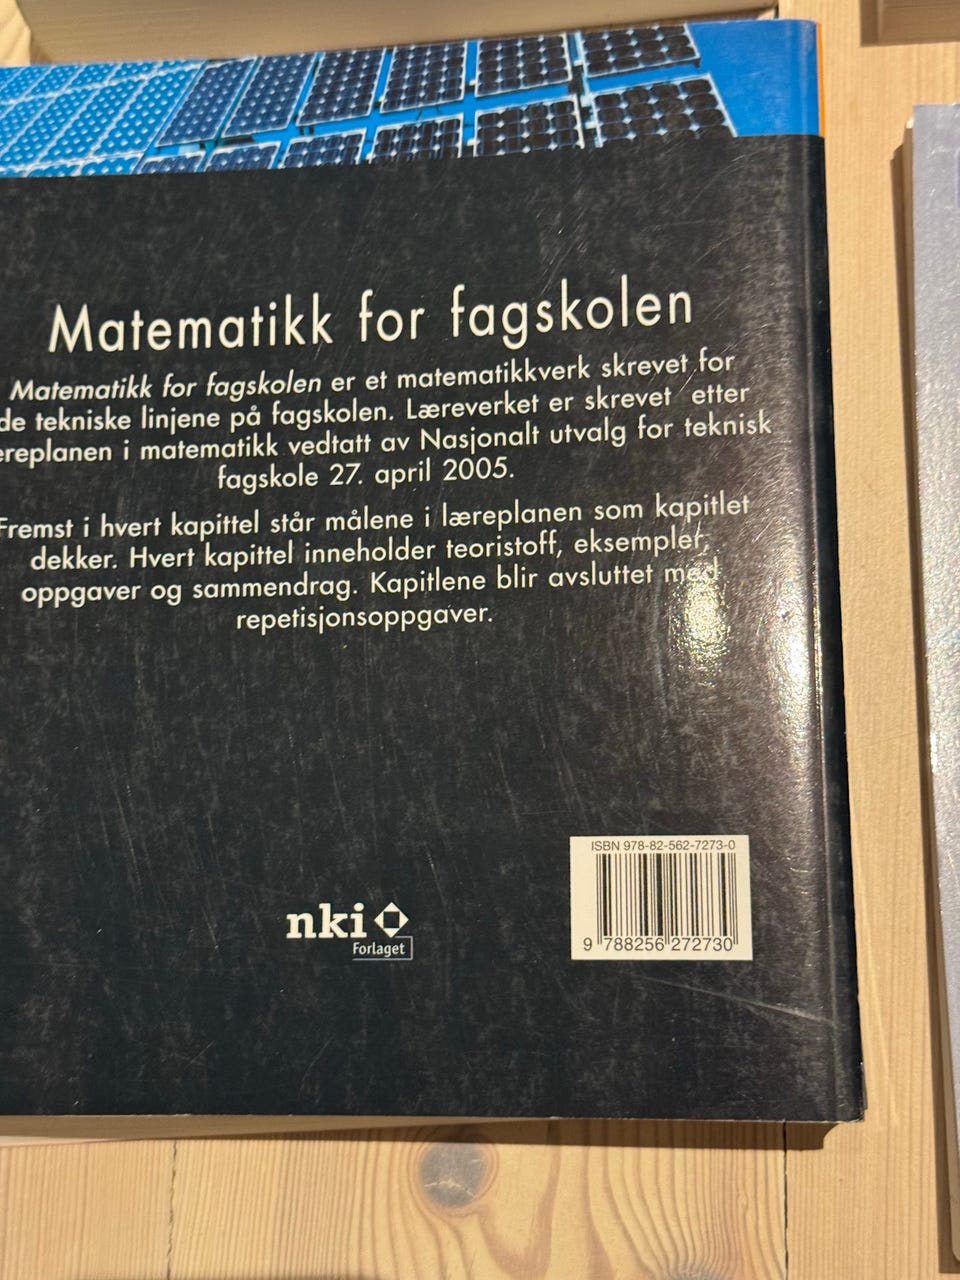 Matematikk for fagskolen
Matematikk for fagskolen er et matematikkverk skrevet for
de tekniske linjene på fagskolen. Læreverket er skrevet etter
ereplanen i matematikk vedtatt av Nasjonalt utvalg for teknisk
fagskole 27. april 2005.
Fremst i hvert kapittel står målene i læreplanen som kapitlet
dekker. Hvert kapittel inneholder teoristoff, eksempler,
oppgaver og sammendrag. Kapitlene blir avsluttet med
repetisjonsoppgaver.
ISBN 978-82-562-7273-0
9 788256 272730
nki
Forlaget